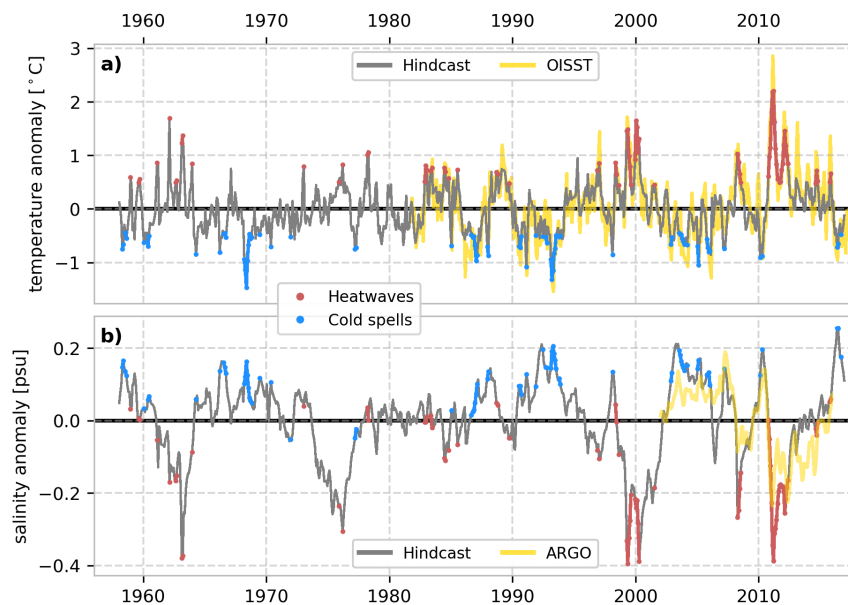 1960 1970 1980 1990 2000 2010
a)
Hindcast OISST
temperature anomaly [°C]
3
2
1
0
−1
Heatwaves
Cold spells
b)
salinity anomaly [psu]
0.2
0.0
−0.2
−0.4
Hindcast ARGO
1960 1970 1980 1990 2000 2010